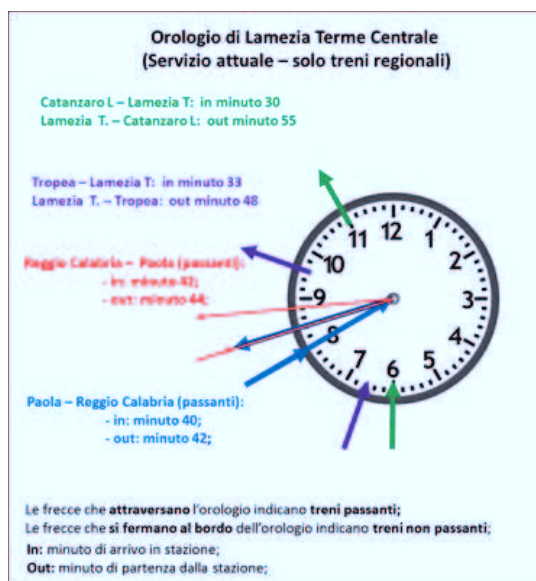 Orologio di Lamezia Terme Centrale
(Servizio attuale – solo treni regionali)
Catanzaro L – Lamezia T: in minuto 30
Lamezia T. – Catanzaro L: out minuto 55
Tropea – Lamezia T: in minuto 33
Lamezia T. – Tropea: out minuto 48
Reggio Calabria – Paola (passanti):
- in: minuto 42;
- out: minuto 44;
Paola – Reggio Calabria (passanti):
- in: minuto 40;
- out: minuto 42;
12
11
1
10
2
9
3
8
4
7
5
6
Le frecce che attraversano l'orologio indicano treni passanti;
Le frecce che si fermano al bordo dell'orologio indicano treni non passanti;
In: minuto di arrivo in stazione;
Out: minuto di partenza dalla stazione;